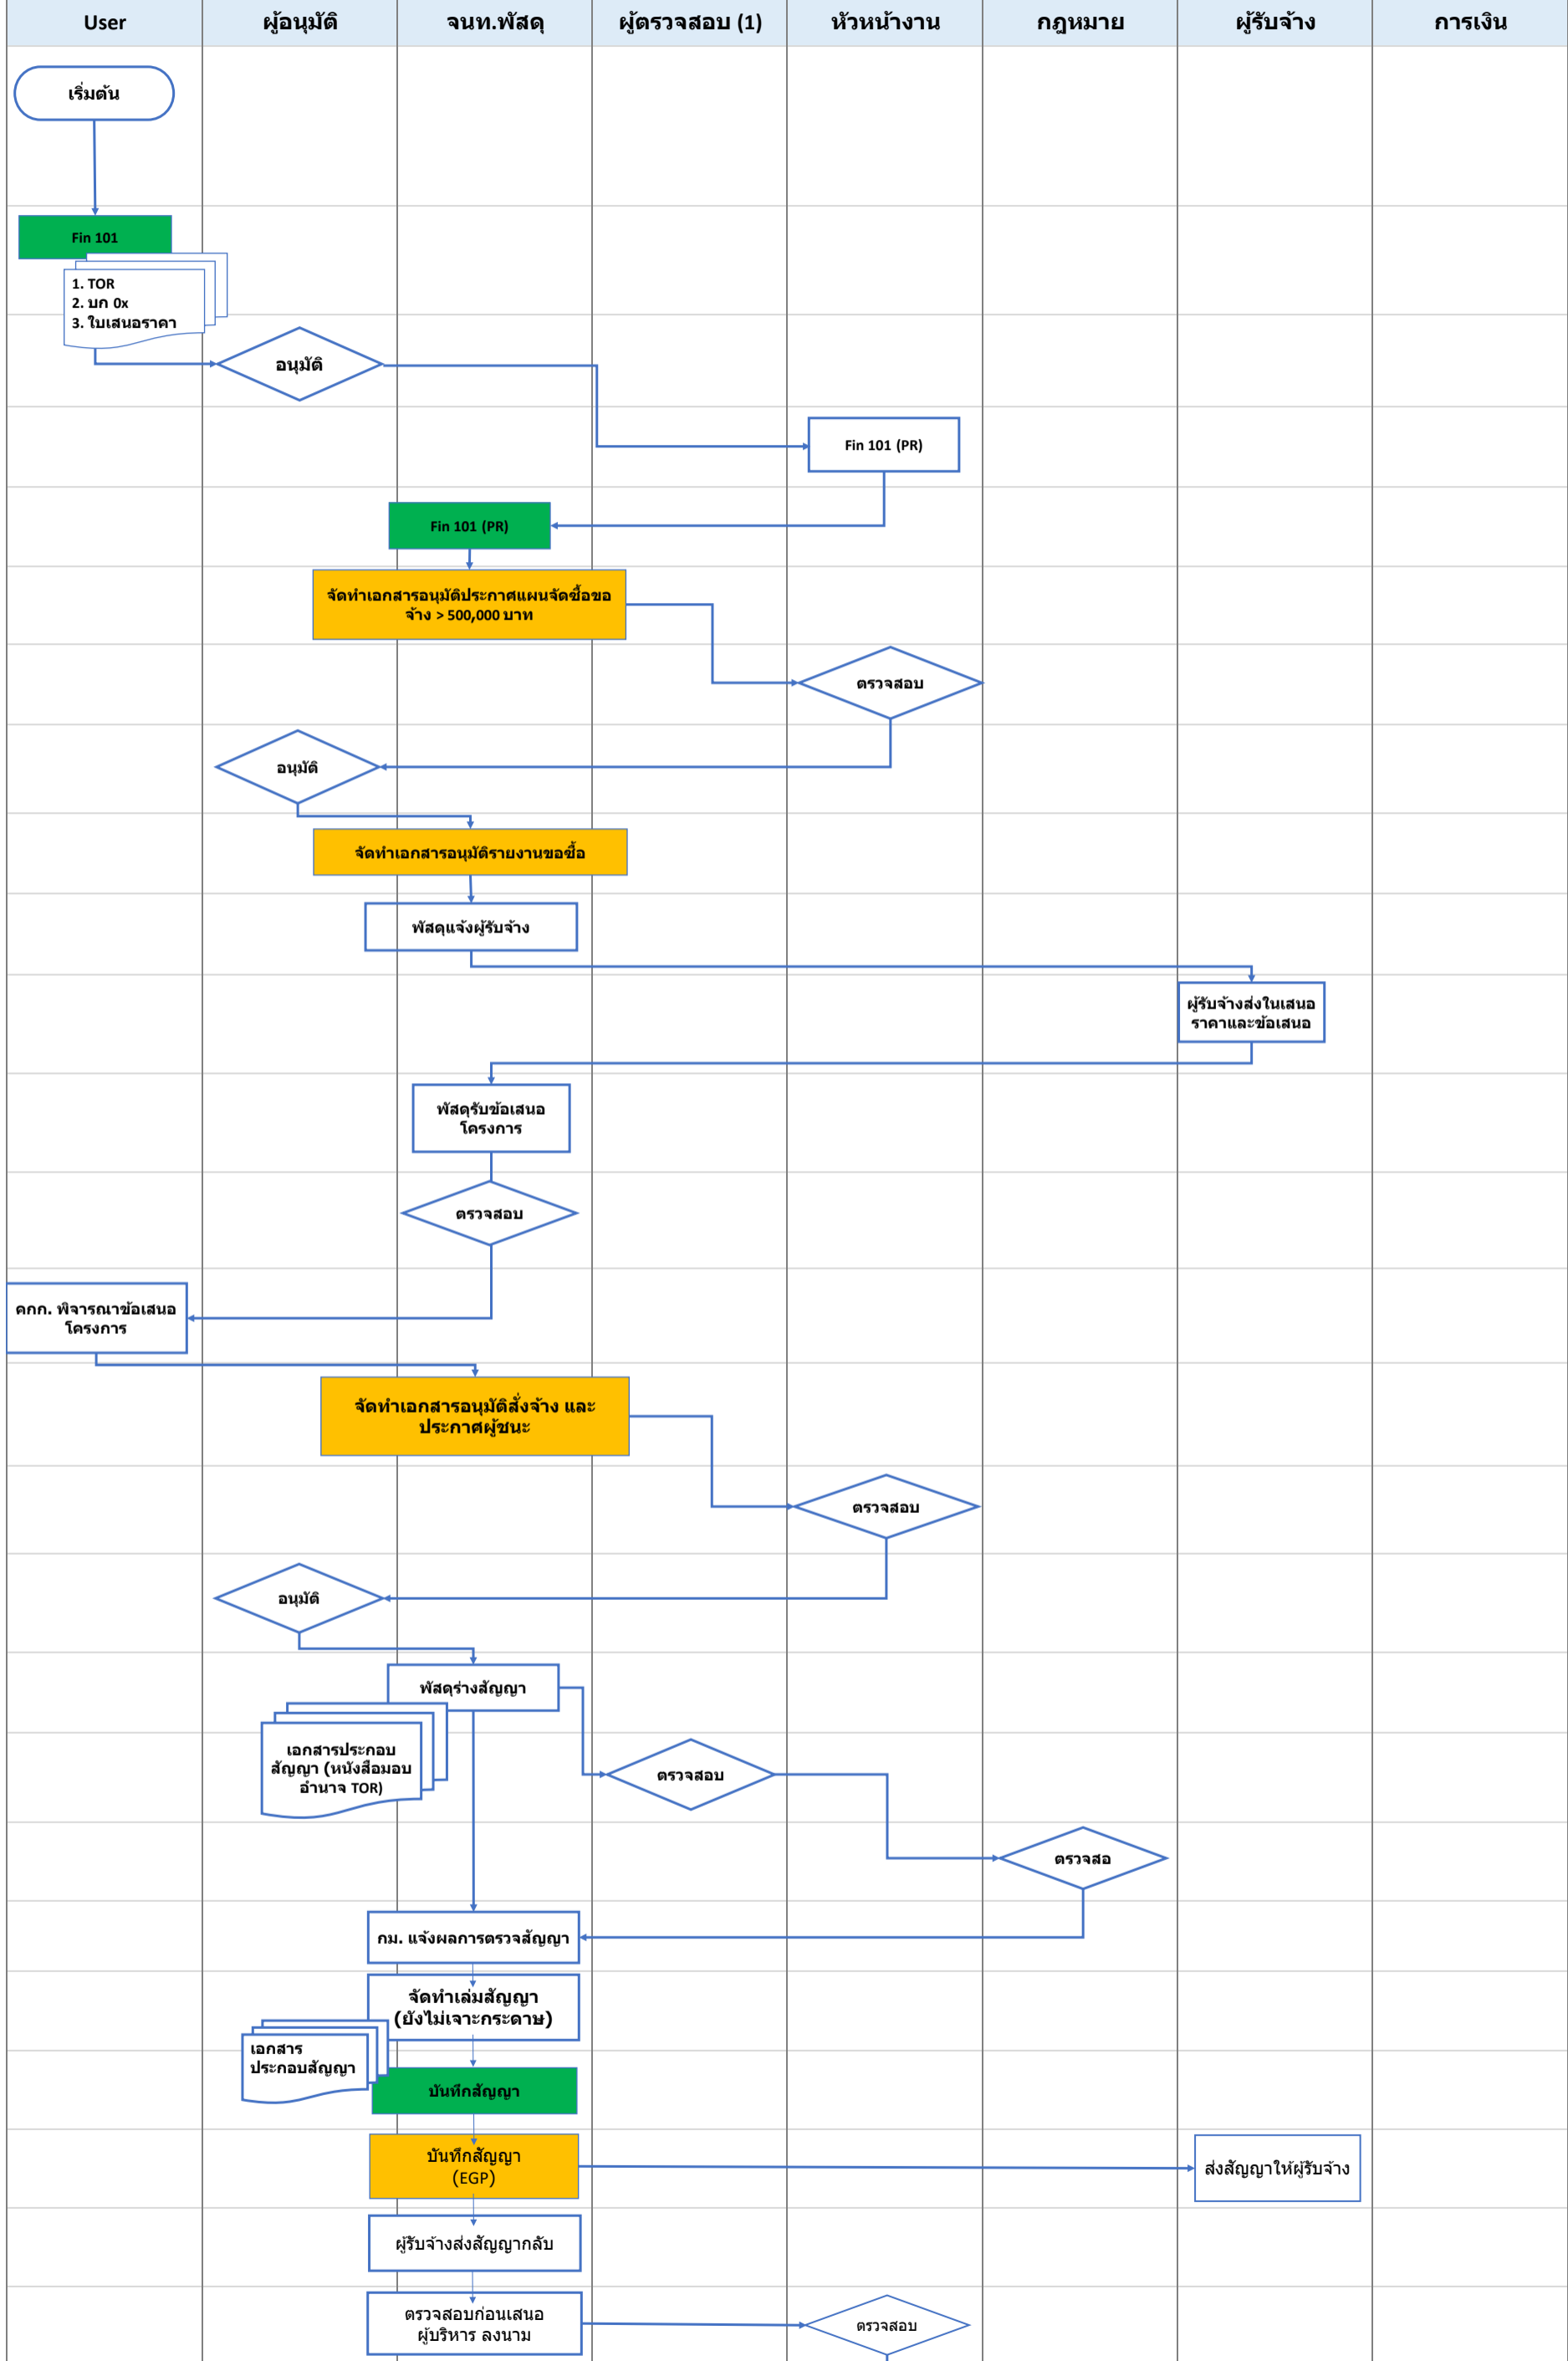 User
ผู้อนุมัติ
จนท.พัสดุ
ผู้ตรวจสอบ (1)
หัวหน้างาน
กฎหมาย
ผู้รับจ้าง
การเงิน
เริ่มต้น
Fin 101
1. TOR
2. บก 0x
3. ใบเสนอราคา
อนุมัติ
Fin 101 (PR)
Fin 101 (PR)
จัดทำเอกสารอนุมัติประกาศแผนจัดซื้อขอ
จ้าง > 500,000 บาท
ตรวจสอบ
อนุมัติ
จัดทำเอกสารอนุมัติรายงานขอซื้อ
พัสดุแจ้งผู้รับจ้าง
ผู้รับจ้างส่งในเสนอ
ราคาและข้อเสนอ
พัสดุรับข้อเสนอ
โครงการ
ตรวจสอบ
คกก. พิจารณาข้อเสนอ
โครงการ
จัดทำเอกสารอนุมัติสั่งจ้าง และ
ประกาศผู้ชนะ
ตรวจสอบ
อนุมัติ
พัสดุร่างสัญญา
เอกสารประกอบ
สัญญา (หนังสือมอบ
อำนาจ TOR)
ตรวจสอบ
ตรวจสอ
กม. แจ้งผลการตรวจสัญญา
จัดทำเล่มสัญญา
(ยังไม่เจาะกระดาษ)
เอกสาร
ประกอบสัญญา
บันทึกสัญญา
บันทึกสัญญา
(EGP)
ส่งสัญญาให้ผู้รับจ้าง
ผู้รับจ้างส่งสัญญากลับ
ตรวจสอบก่อนเสนอ
ผู้บริหาร ลงนาม
ตรวจสอบ